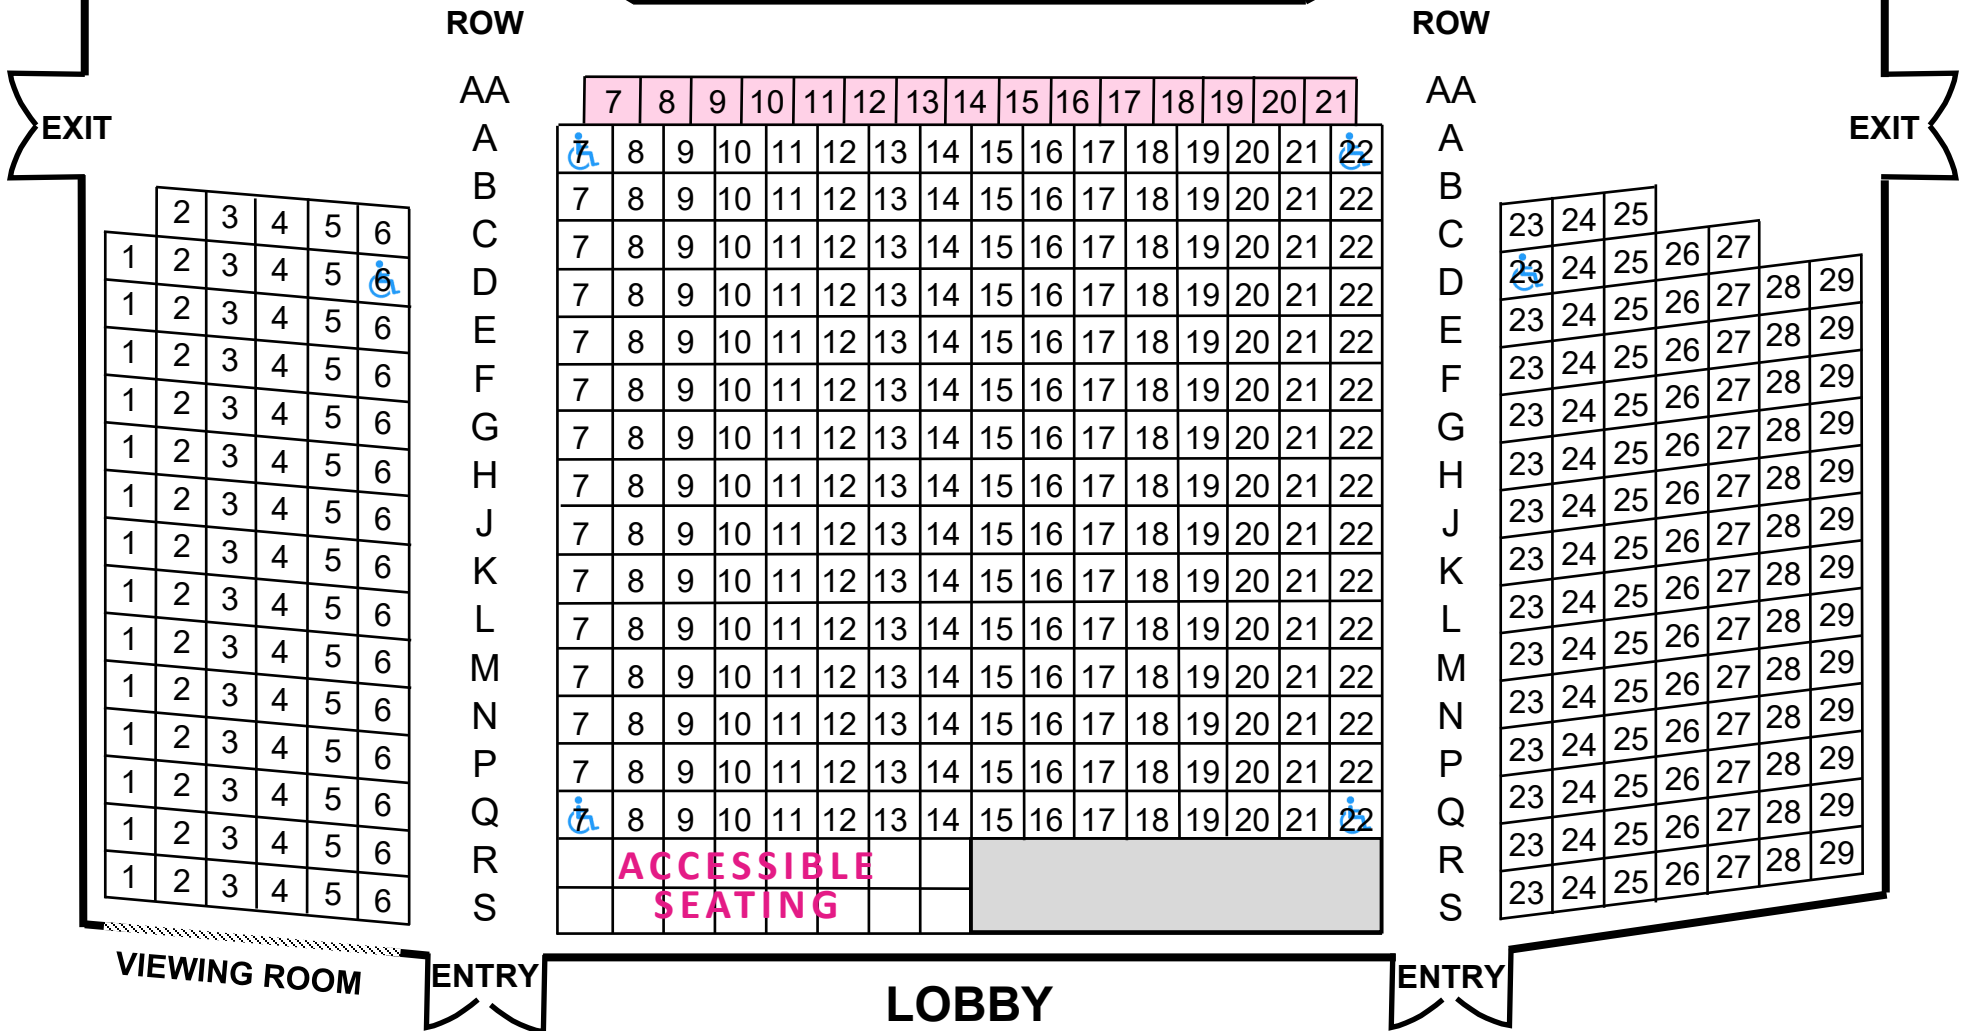 ROW ROW
AA 7 8 9 10 11 12 13 14 15 16 17 18 19 20 21 AA
EXIT EXIT
A 7 8 9 10 11 12 13 14 15 16 17 18 19 20 21 22 A
B 7 8 9 10 11 12 13 14 15 16 17 18 19 20 21 22 B
2 3 4 5 6 C 7 8 9 10 11 12 13 14 15 16 17 18 19 20 21 22 C 23 24 25
1 2 3 4 5 6 D 7 8 9 10 11 12 13 14 15 16 17 18 19 20 21 22 D 23 24 25 26 27
1 2 3 4 5 6 E 7 8 9 10 11 12 13 14 15 16 17 18 19 20 21 22 E 23 24 25 26 27 28 29
1 2 3 4 5 6 F 7 8 9 10 11 12 13 14 15 16 17 18 19 20 21 22 F 23 24 25 26 27 28 29
1 2 3 4 5 6 G 7 8 9 10 11 12 13 14 15 16 17 18 19 20 21 22 G 23 24 25 26 27 28 29
1 2 3 4 5 6 H 7 8 9 10 11 12 13 14 15 16 17 18 19 20 21 22 H 23 24 25 26 27 28 29
1 2 3 4 5 6 J 7 8 9 10 11 12 13 14 15 16 17 18 19 20 21 22 J 23 24 25 26 27 28 29
1 2 3 4 5 6 K 7 8 9 10 11 12 13 14 15 16 17 18 19 20 21 22 K 23 24 25 26 27 28 29
1 2 3 4 5 6 L 7 8 9 10 11 12 13 14 15 16 17 18 19 20 21 22 L 23 24 25 26 27 28 29
1 2 3 4 5 6 M 7 8 9 10 11 12 13 14 15 16 17 18 19 20 21 22 M 23 24 25 26 27 28 29
1 2 3 4 5 6 N 7 8 9 10 11 12 13 14 15 16 17 18 19 20 21 22 N 23 24 25 26 27 28 29
1 2 3 4 5 6 P 7 8 9 10 11 12 13 14 15 16 17 18 19 20 21 22 P 23 24 25 26 27 28 29
1 2 3 4 5 6 Q 7 8 9 10 11 12 13 14 15 16 17 18 19 20 21 22 Q 23 24 25 26 27 28 29
1 2 3 4 5 6 R ACCESSIBLE R 23 24 25 26 27 28 29
1 2 3 4 5 6 S SEATING S 23 24 25 26 27 28 29
VIEWING ROOM ENTRY LOBBY ENTRY